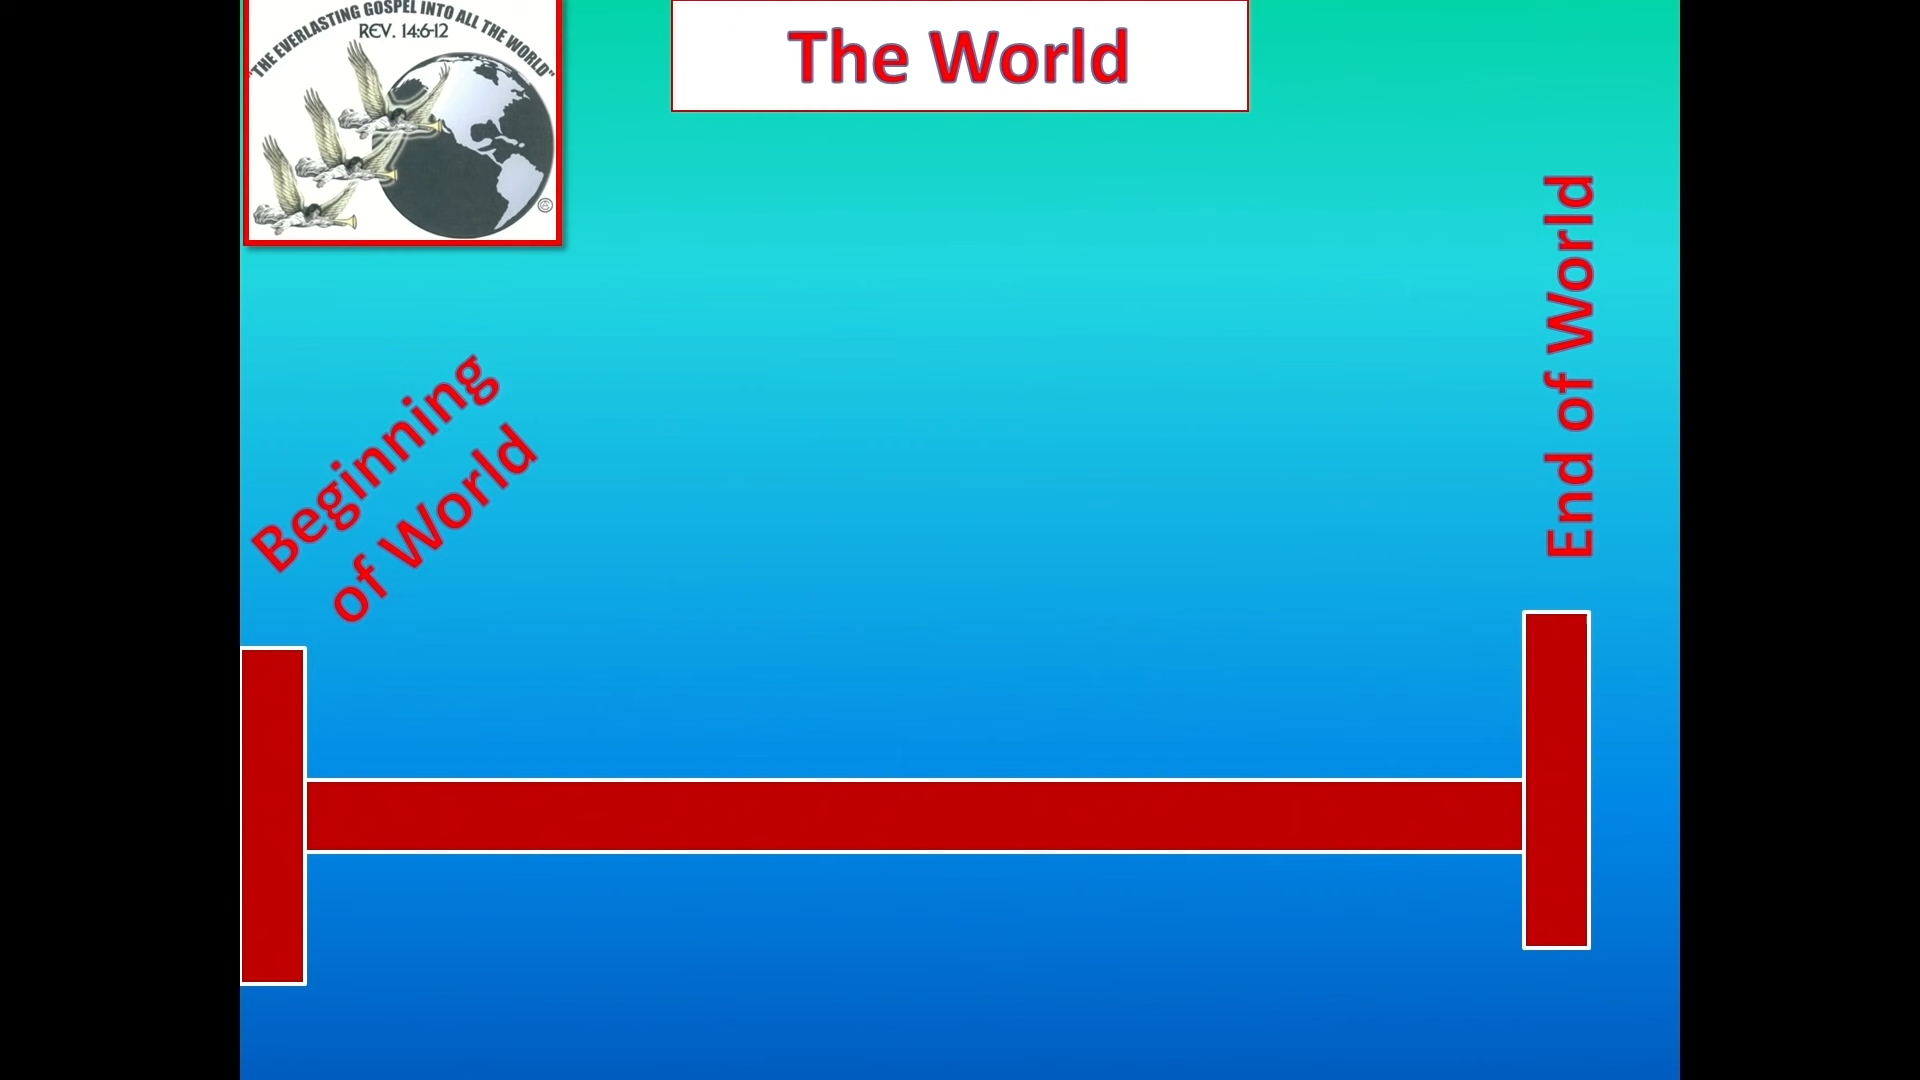 "THE EVERLASTING GOSPEL INTO ALL THE WORLD"
REV. 14:6-12
The World
Beginning
of World
End of World
©